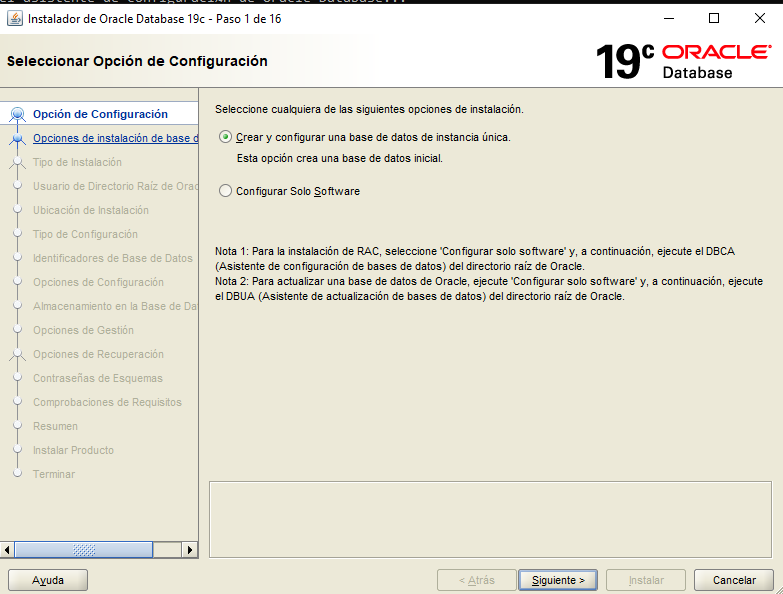 el asistente de configuración de Oracle Database...
Instalador de Oracle Database 19c - Paso 1 de 16
Seleccionar Opción de Configuración
19c ORACLE
Database
Opción de Configuración
Opciones de instalación de base d
Tipo de Instalación
Usuario de Directorio Raíz de Orac
Ubicación de Instalación
Tipo de Configuración
Identificadores de Base de Datos
Opciones de Configuración
Almacenamiento en la Base de Da
Opciones de Gestión
Opciones de Recuperación
Contraseñas de Esquemas
Comprobaciones de Requisitos
Resumen
Instalar Producto
Terminar
Seleccione cualquiera de las siguientes opciones de instalación.
Crear y configurar una base de datos de instancia única.
Esta opción crea una base de datos inicial.
Configurar Solo Software
Nota 1: Para la instalación de RAC, seleccione 'Configurar solo software' y, a continuación, ejecute el DBCA
(Asistente de configuración de bases de datos) del directorio raíz de Oracle.
Nota 2: Para actualizar una base de datos de Oracle, ejecute 'Configurar solo software' y, a continuación, ejecute
el DBUA (Asistente de actualización de bases de datos) del directorio raíz de Oracle.
Ayuda
< Atrás
Siguiente >
Instalar
Cancelar